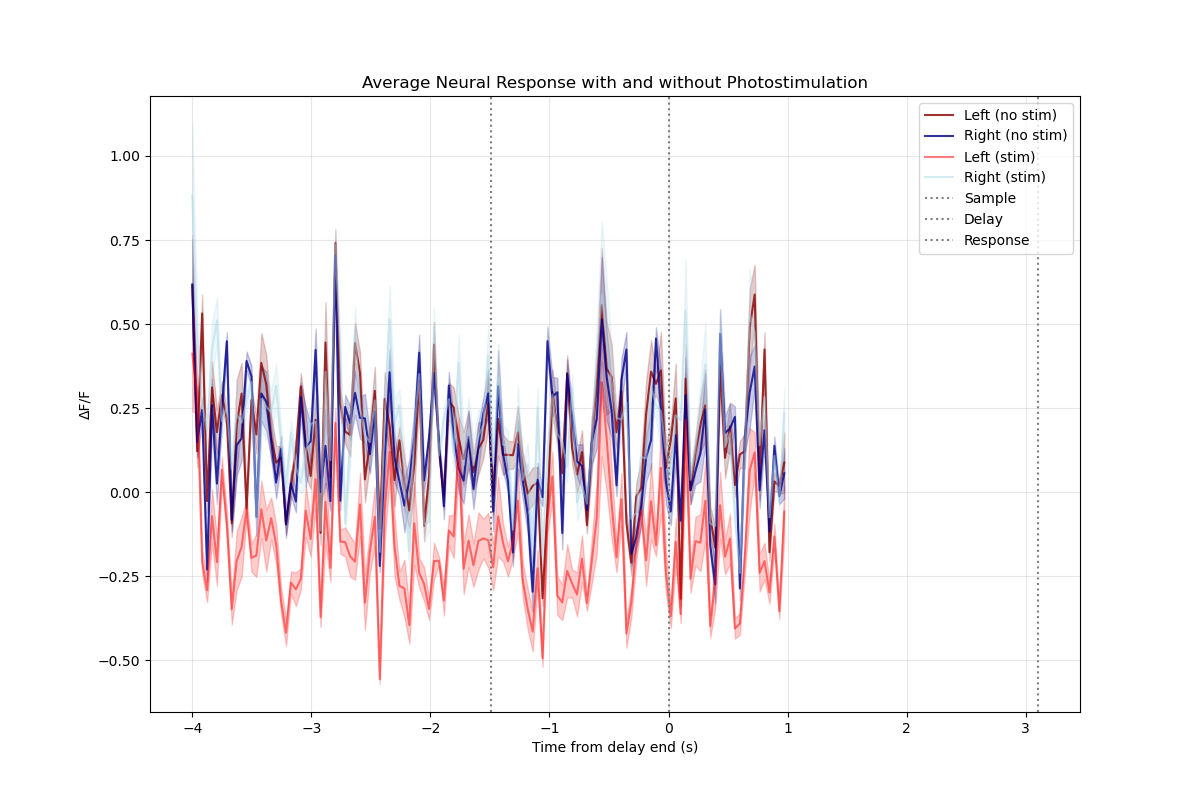 Average Neural Response with and without Photostimulation
Left (no stim)
Right (no stim)
Left (stim)
Right (stim)
Sample
Delay
Response
1.00
0.75
0.50
0.25
0.00
−0.25
−0.50
ΔF/F
−4
−3
−2
−1
0
1
2
3
Time from delay end (s)